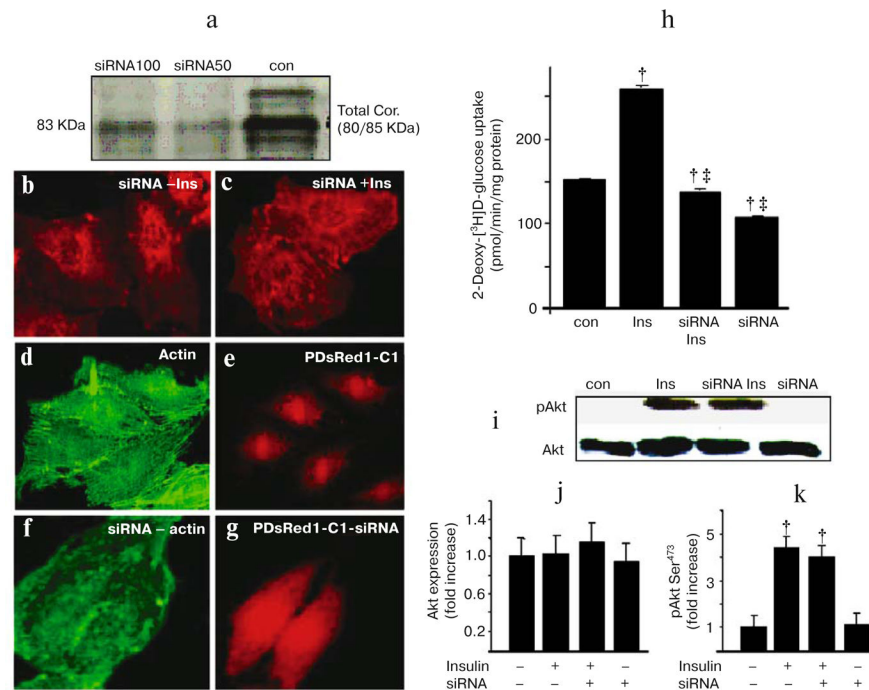 a
siRNA100 siRNA50 con
83 KDa
Total Cor.
(80/85 KDa)
b siRNA –Ins
c siRNA +Ins
d Actin
e PDsRed1-C1
f siRNA – actin
g PDsRed1-C1-siRNA
h
2-Deoxy-[³H]D-glucose uptake
(pmol/min/mg protein)
200
150
100
0
†
† ‡
† ‡
con Ins siRNA Ins siRNA
i
con Ins siRNA Ins siRNA
pAkt
Akt
j
Akt expression
(fold increase)
1.4
1.0
0.6
0.2
Insulin – + + –
siRNA – – + +
k
pAkt Ser⁴⁷³
(fold increase)
5
3
1
† †
Insulin – + + –
siRNA – – + +